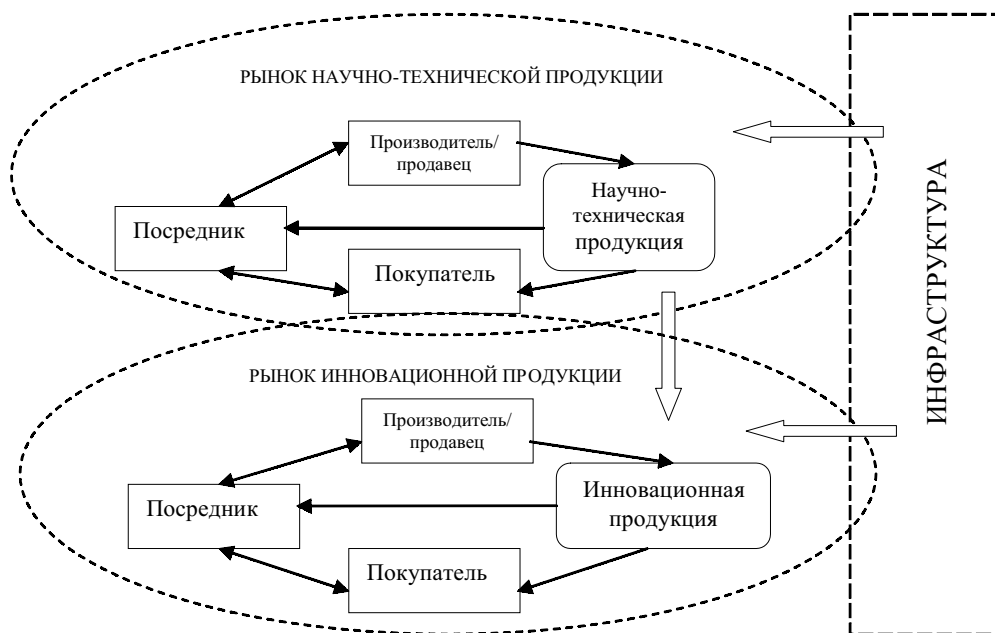 РЫНОК НАУЧНО-ТЕХНИЧЕСКОЙ ПРОДУКЦИИ
Производитель/
продавец
Научно-
техническая
продукция
Посредник
Покупатель
РЫНОК ИННОВАЦИОННОЙ ПРОДУКЦИИ
Производитель/
продавец
Инновационная
продукция
Посредник
Покупатель
ИНФРАСТРУКТУРА